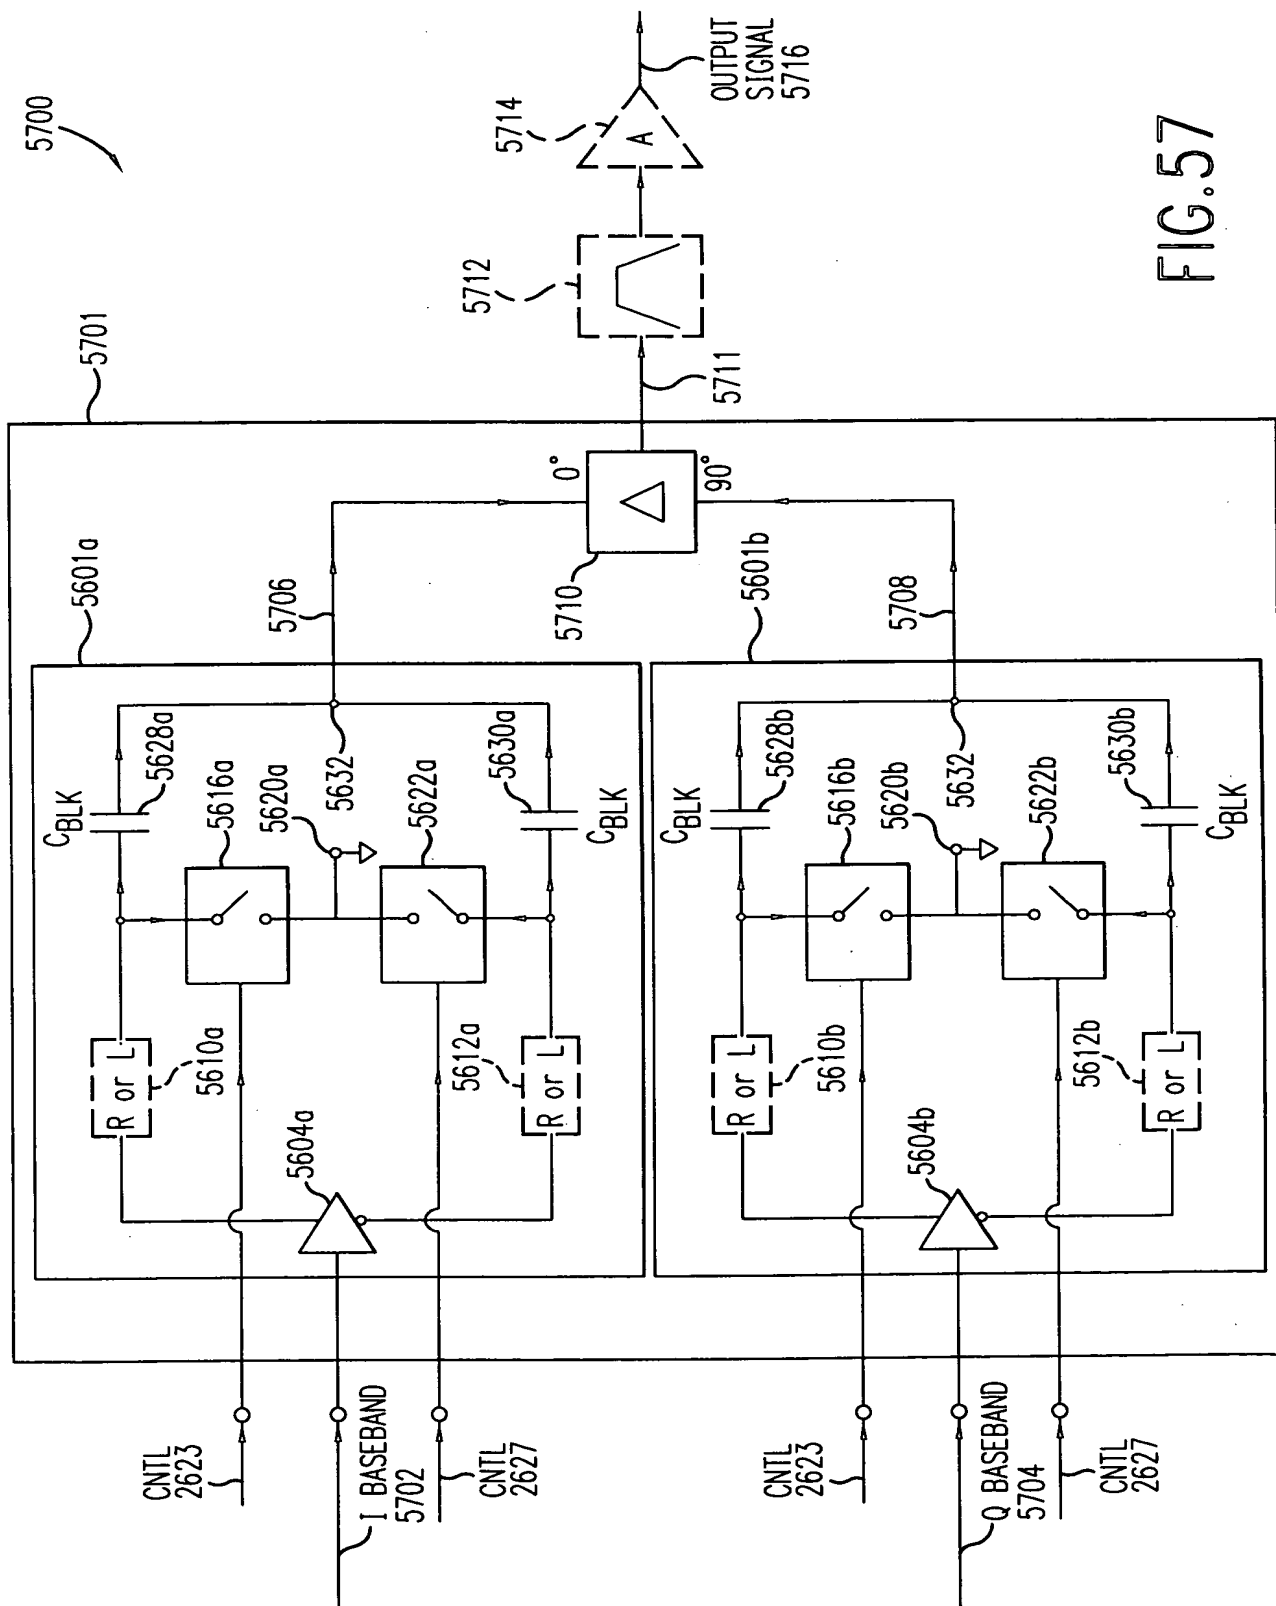 5700
5701
5601a
C
BLK
5628a
5616a
5620a
5632
5622a
5630a
C
BLK
R or L
5610a
5612a
R or L
5604a
5706
5710
0°
90°
5711
5712
A
5714
OUTPUT
SIGNAL
5716
5601b
5708
C
BLK
5628b
5616b
5620b
5632
5622b
5630b
C
BLK
R or L
5610b
5612b
R or L
5604b
CNTL
2623
I BASEBAND
5702
CNTL
2627
CNTL
2623
Q BASEBAND
5704
CNTL
2627
FIG.57